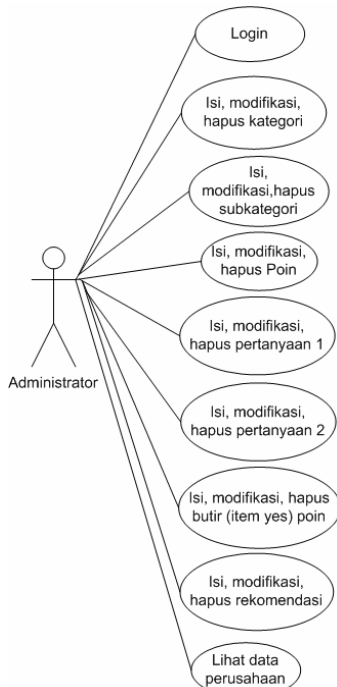 Login
Isi, modifikasi,
hapus kategori
Isi,
modifikasi,hapus
subkategori
Isi, modifikasi,
hapus Poin
Isi, modifikasi,
hapus pertanyaan 1
Administrator
Isi, modifikasi,
hapus pertanyaan 2
Isi, modifikasi, hapus
butir (item yes) poin
Isi, modifikasi,
hapus rekomendasi
Lihat data
perusahaan